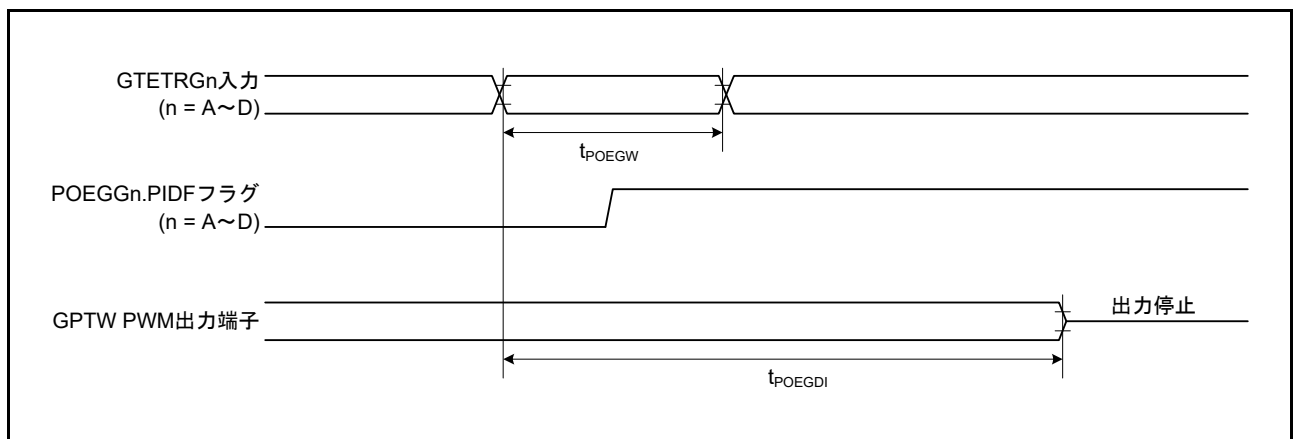 GTETRGn入力
(n = A～D)
tPOEGW
POEGGn.PIDFフラグ
(n = A～D)
GPTW PWM出力端子
出力停止
tPOEGDI